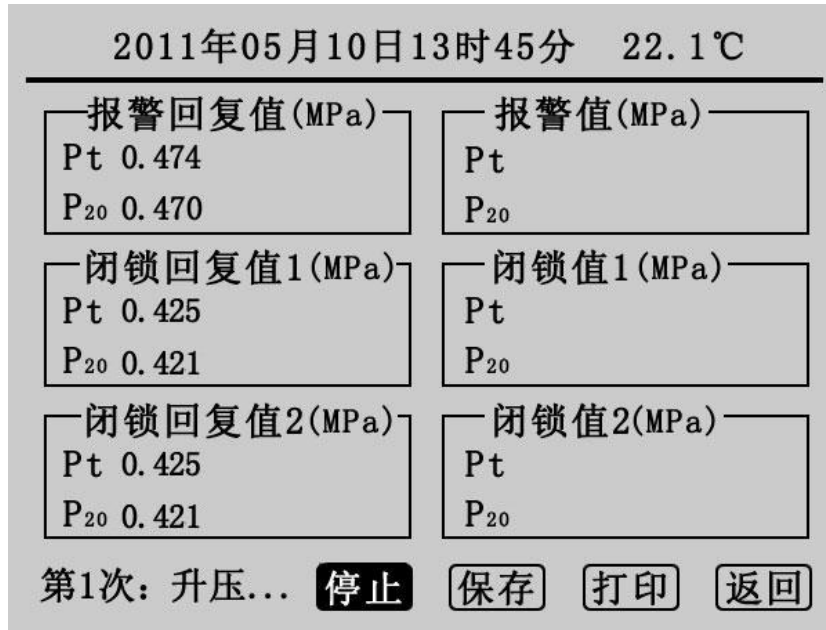 2011年05月10日13时45分 22.1℃
报警回复值(MPa)
Pt 0.474
P₂₀ 0.470
报警值(MPa)
Pt
P₂₀
闭锁回复值1(MPa)
Pt 0.425
P₂₀ 0.421
闭锁值1(MPa)
Pt
P₂₀
闭锁回复值2(MPa)
Pt 0.425
P₂₀ 0.421
闭锁值2(MPa)
Pt
P₂₀
第1次：升压... 停止 保存 打印 返回